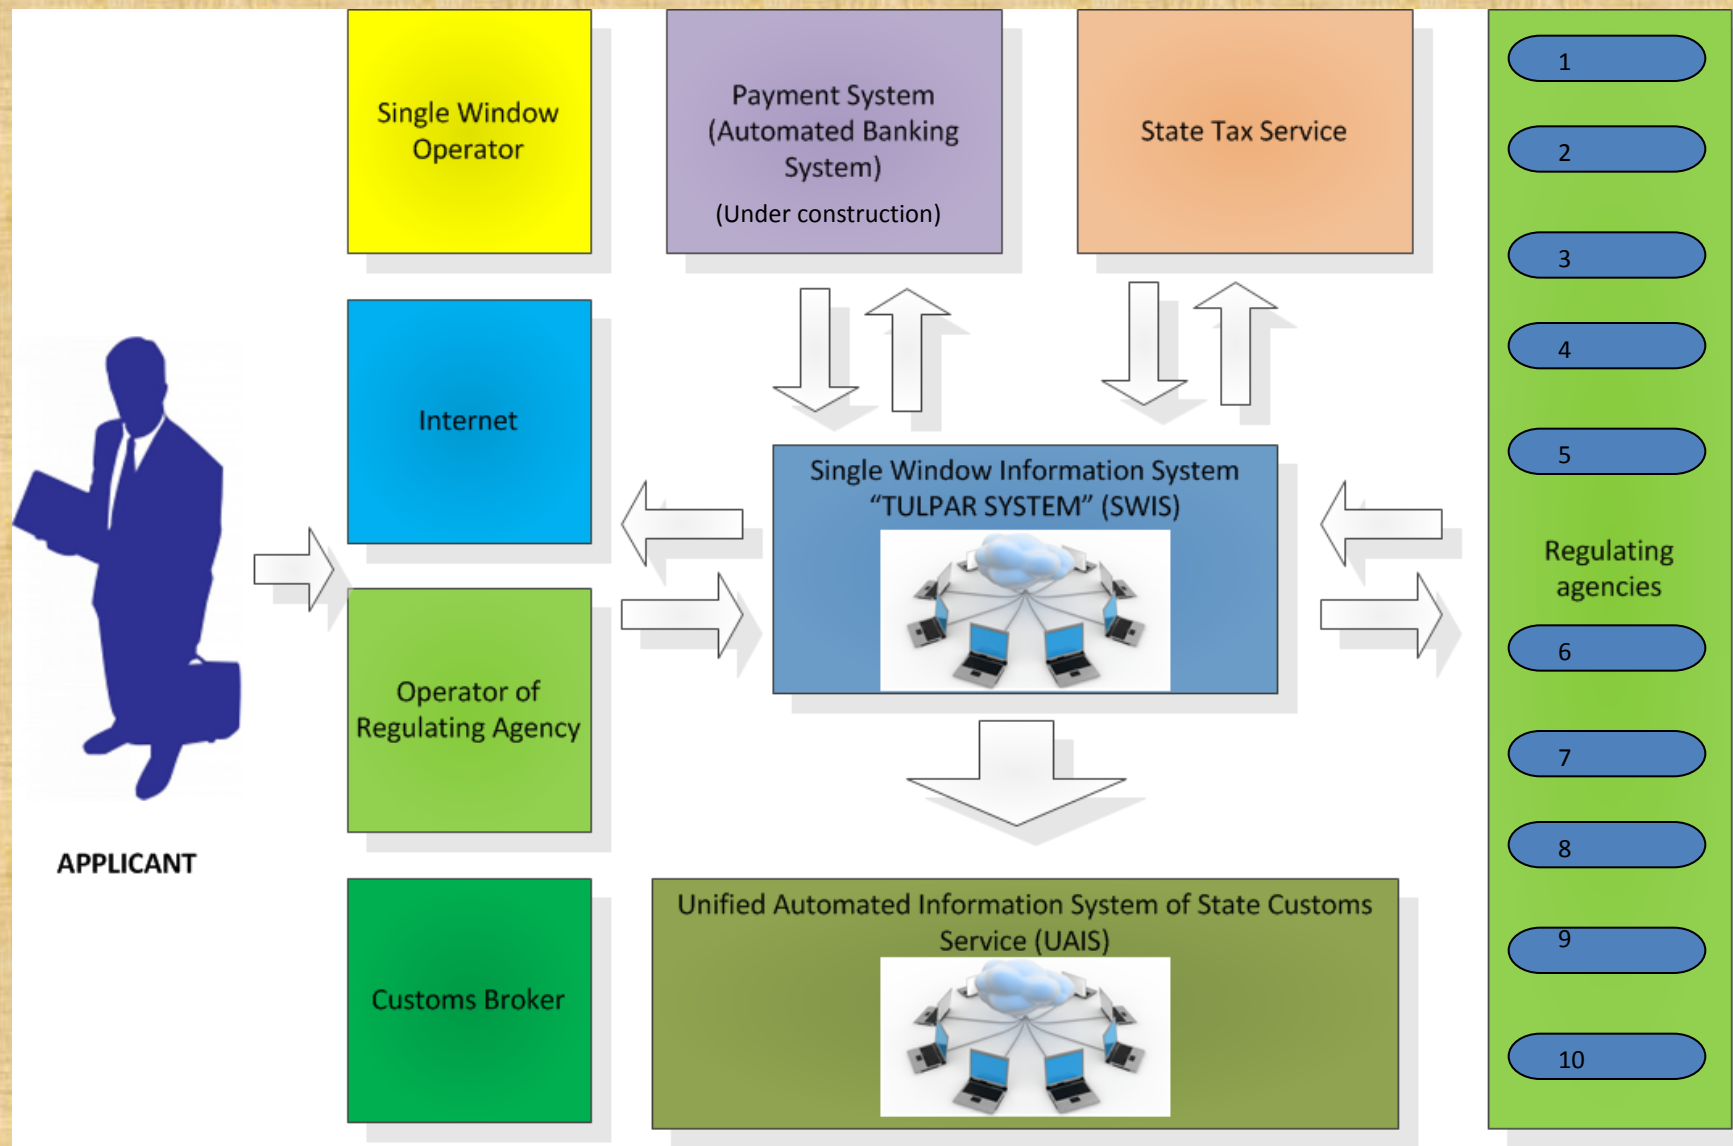 Single Window
Operator
Payment System
(Automated Banking
System)
(Under construction)
State Tax Service
Internet
Operator of
Regulating Agency
Customs Broker
APPLICANT
Single Window Information System
“TULPAR SYSTEM” (SWIS)
Unified Automated Information System of State Customs
Service (UAIS)
1
2
3
4
5
Regulating
agencies
6
7
8
9
10